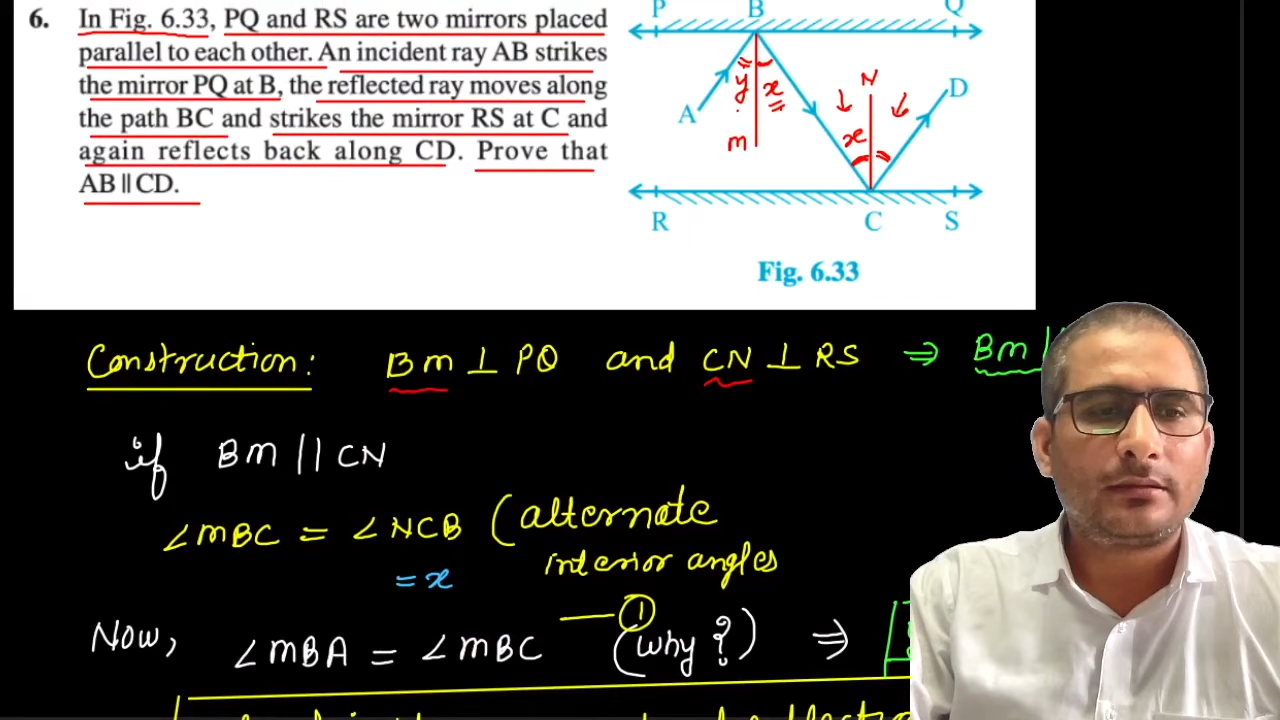 6. In Fig. 6.33, PQ and RS are two mirrors placed
parallel to each other. An incident ray AB strikes
the mirror PQ at B, the reflected ray moves along
the path BC and strikes the mirror RS at C and
again reflects back along CD. Prove that
AB || CD.
P B Q
N
y x
A D
m x
R C S
Fig. 6.33
Construction: Bm ⊥ PQ and CN ⊥ RS ⇒ Bm ||
if Bm || CN
∠mBC = ∠NCB (alternate
interior angles
= x
①
Now, ∠mBA = ∠mBC (why?) ⇒